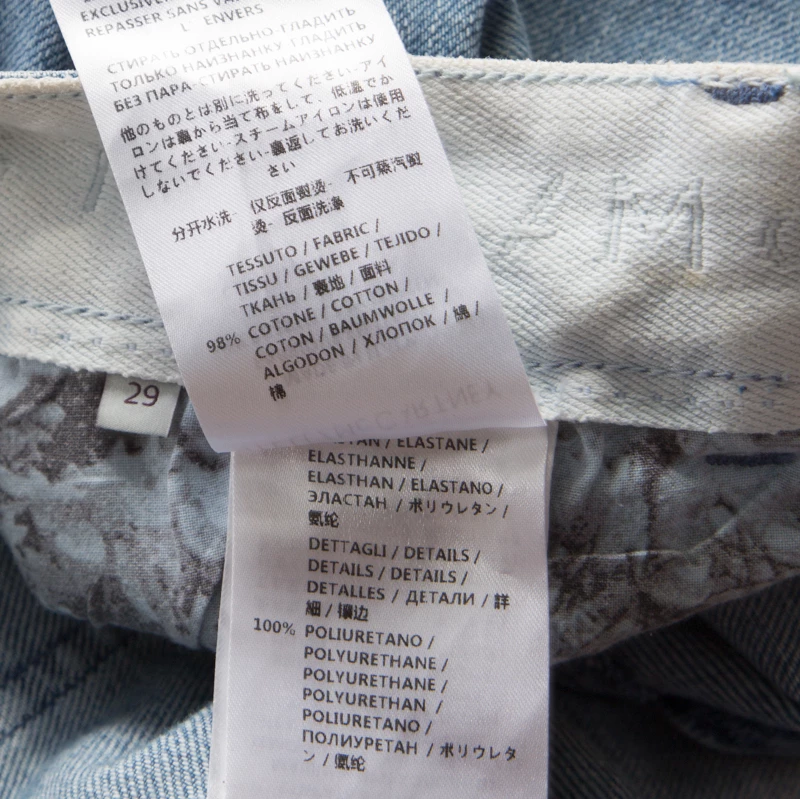 REPASSER SANS
L' ENVERS
СТИРАТЬ ОТДЕЛЬНО-ГЛАДИТЬ
ТОЛЬКО НАИЗНАНКУ ГЛАДИТЬ
БЕЗ ПАРА-СТИРАТЬ НАИЗНАНКУ
他のものとは別に洗ってください-アイ
ロンは裏から当て布をして、低温でか
けてください-スチームアイロンは使用
しないでください-裏返してお洗いくだ
さい
分开水洗- 仅反面熨烫- 不可蒸汽熨
烫- 反面洗涤
TESSUTO / FABRIC /
TISSU / GEWEBE / TEJIDO /
ТКАНЬ / 裏地 / 面料
98% COTONE / COTTON /
COTON / BAUMWOLLE /
ALGODON / ХЛОПОК / 綿 /
棉
29
M
ELASTANE /
ELASTHANNE /
ELASTHAN / ELASTANO /
ЭЛАСТАН / ポリウレタン /
氨纶
DETTAGLI / DETAILS /
DETAILS / DETAILS /
DETALLES / ДЕТАЛИ / 詳
細 / 镶边
100% POLIURETANO /
POLYURETHANE /
POLYURETHANE /
POLYURETHAN /
POLIURETANO /
ПОЛИУРЕТАН / ポリウレタ
ン / 氨纶